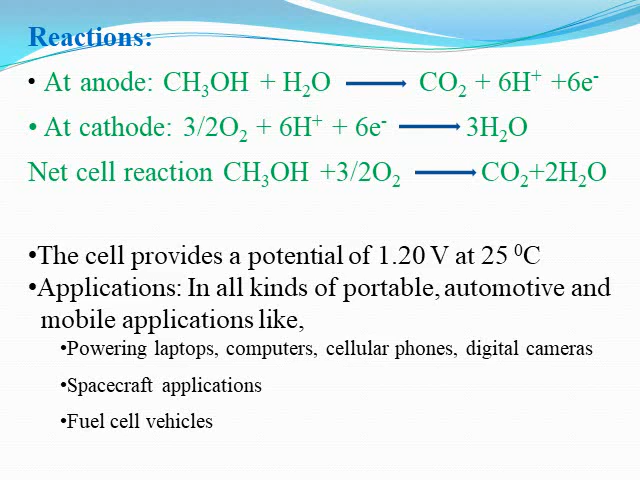 Reactions:
• At anode: CH₃OH + H₂O ⟶ CO₂ + 6H⁺ +6e⁻
• At cathode: 3/2O₂ + 6H⁺ + 6e⁻ ⟶ 3H₂O
Net cell reaction CH₃OH +3/2O₂ ⟶ CO₂+2H₂O
•The cell provides a potential of 1.20 V at 25 ⁰C
•Applications: In all kinds of portable, automotive and
mobile applications like,
•Powering laptops, computers, cellular phones, digital cameras
•Spacecraft applications
•Fuel cell vehicles